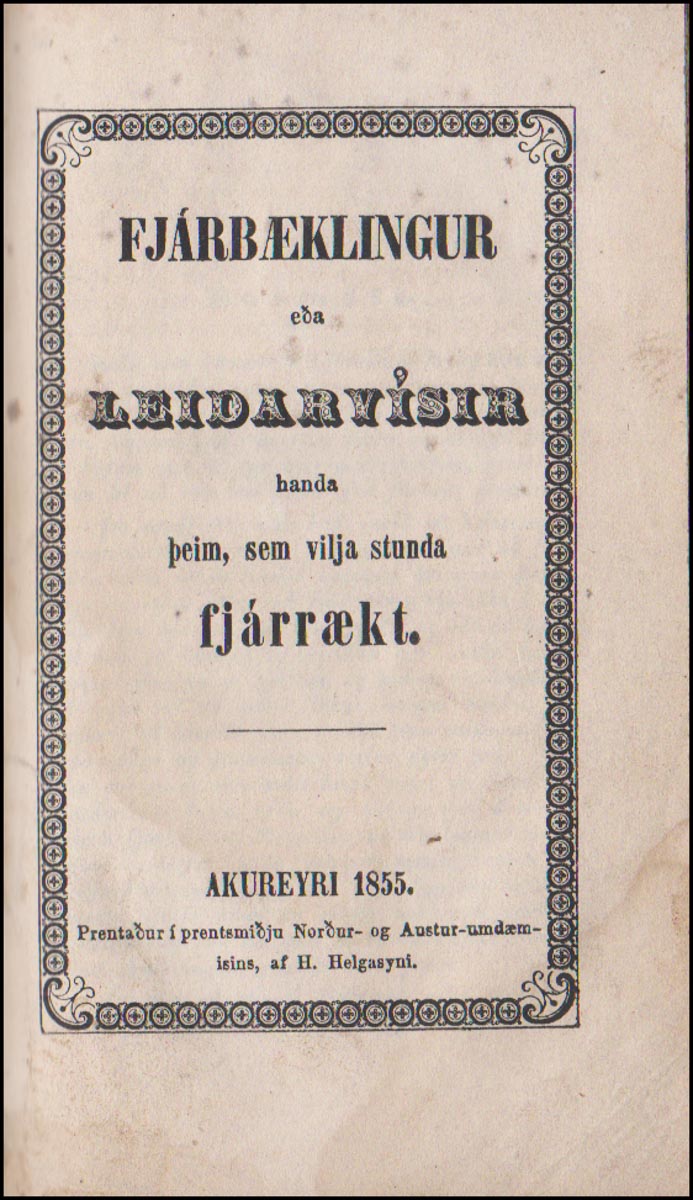 FJÁRBÆKLINGUR
eða
LEIÐARVÍSIR
handa
þeim, sem vilja stunda
fjárrækt.
AKUREYRI 1855.
Prentaður í prentsmiðju Norður- og Austur-umdæm-
isins, af H. Helgasyni.